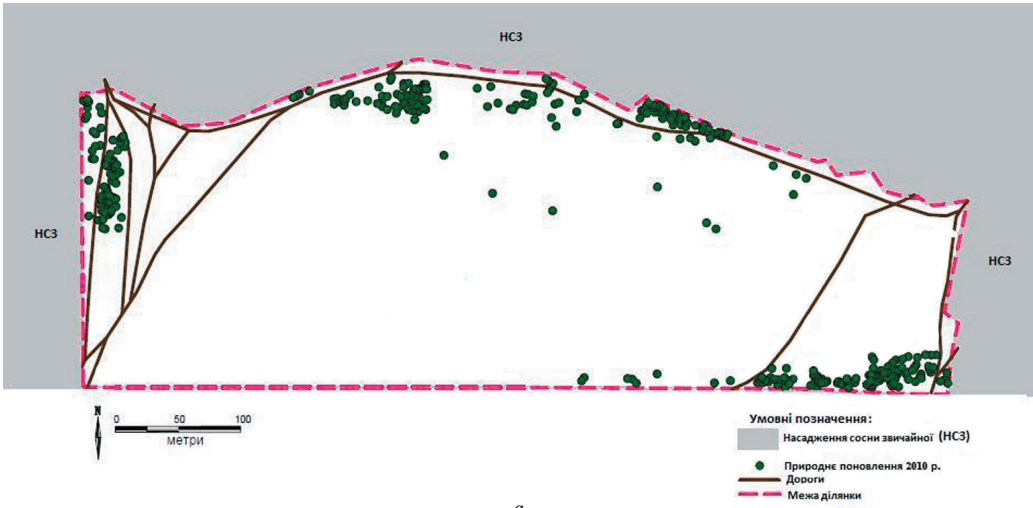 НСЗ
НСЗ
НСЗ
N
0 50 100
метри
Умовні позначення:
Насадження сосни звичайної (НСЗ)
Природнє поновлення 2010 р.
Дороги
Межа ділянки